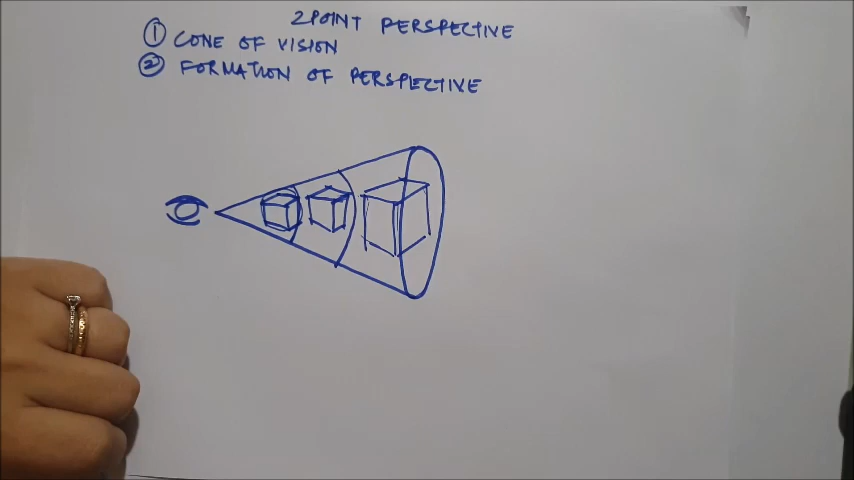 2POINT PERSPECTIVE
① CONE OF VISION
② FORMATION OF PERSPECTIVE